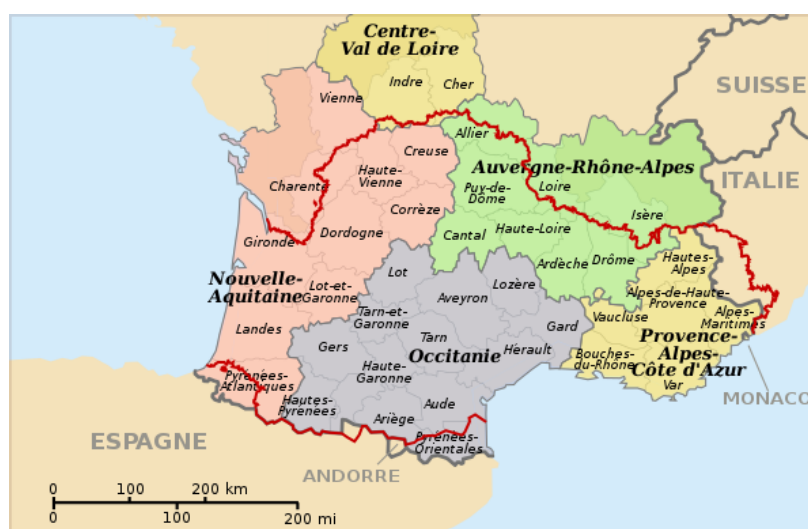 Centre-
Val de Loire
Indre
Cher
Vienne
SUISSE
Allier
Creuse
Auvergne-Rhône-Alpes
Haute-
Vienne
Charente
Puy-de-
Dôme
Loire
ITALIE
Isère
Corrèze
Dordogne
Gironde
Cantal
Haute-Loire
Ardèche
Drôme
Hautes-
Alpes
Nouvelle-
Aquitaine
Lot-et-
Garonne
Lot
Aveyron
Lozère
Alpes-de-Haute-
Provence
Tarn-et-
Garonne
Vaucluse
Alpes-
Maritimes
Landes
Gers
Tarn
Gard
Provence-
Alpes-
Côte d'Azur
Occitanie
Hérault
Haute-
Garonne
Bouches-
du-Rhône
Var
MONACO
Pyrénées-
Atlantiques
Hautes-
Pyrénées
Ariège
Aude
Pyrénées-
Orientales
ESPAGNE
ANDORRE
0 100 200 km
0 100 200 mi